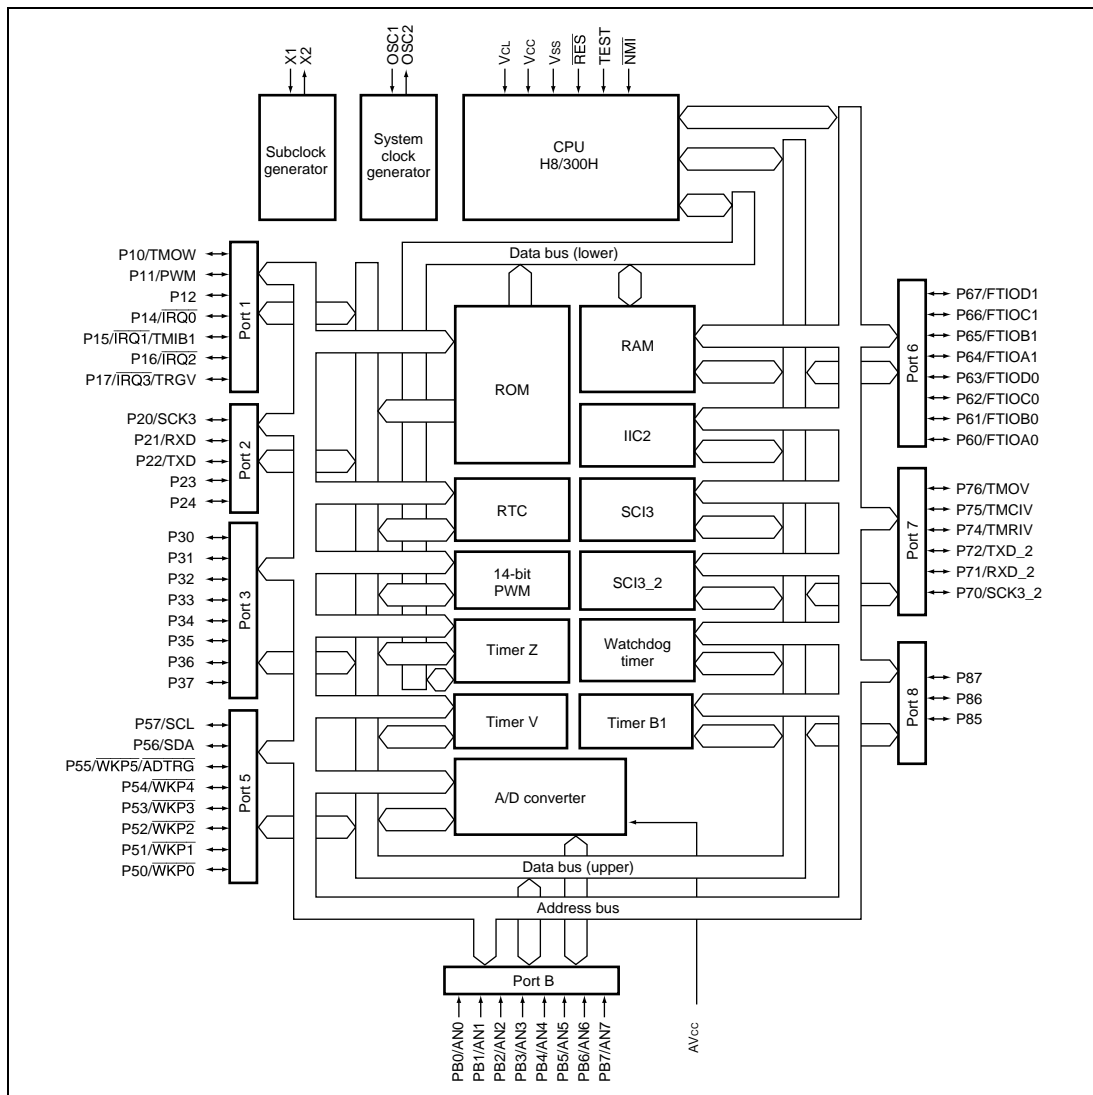 X1
X2
OSC1
OSC2
VCL
VCC
VSS
RES
TEST
NMI
Subclock
generator
System
clock
generator
CPU
H8/300H
Data bus (lower)
P10/TMOW
P11/PWM
P12
P14/IRQ0
P15/IRQ1/TMIB1
P16/IRQ2
P17/IRQ3/TRGV
Port 1
P20/SCK3
P21/RXD
P22/TXD
P23
P24
Port 2
P30
P31
P32
P33
P34
P35
P36
P37
Port 3
P57/SCL
P56/SDA
P55/WKP5/ADTRG
P54/WKP4
P53/WKP3
P52/WKP2
P51/WKP1
P50/WKP0
Port 5
ROM
RAM
IIC2
RTC
SCI3
14-bit
PWM
SCI3_2
Timer Z
Watchdog
timer
Timer V
Timer B1
A/D converter
Port 6
P67/FTIOD1
P66/FTIOC1
P65/FTIOB1
P64/FTIOA1
P63/FTIOD0
P62/FTIOC0
P61/FTIOB0
P60/FTIOA0
Port 7
P76/TMOV
P75/TMCIV
P74/TMRIV
P72/TXD_2
P71/RXD_2
P70/SCK3_2
Port 8
P87
P86
P85
Data bus (upper)
Address bus
Port B
PB0/AN0
PB1/AN1
PB2/AN2
PB3/AN3
PB4/AN4
PB5/AN5
PB6/AN6
PB7/AN7
AVCC